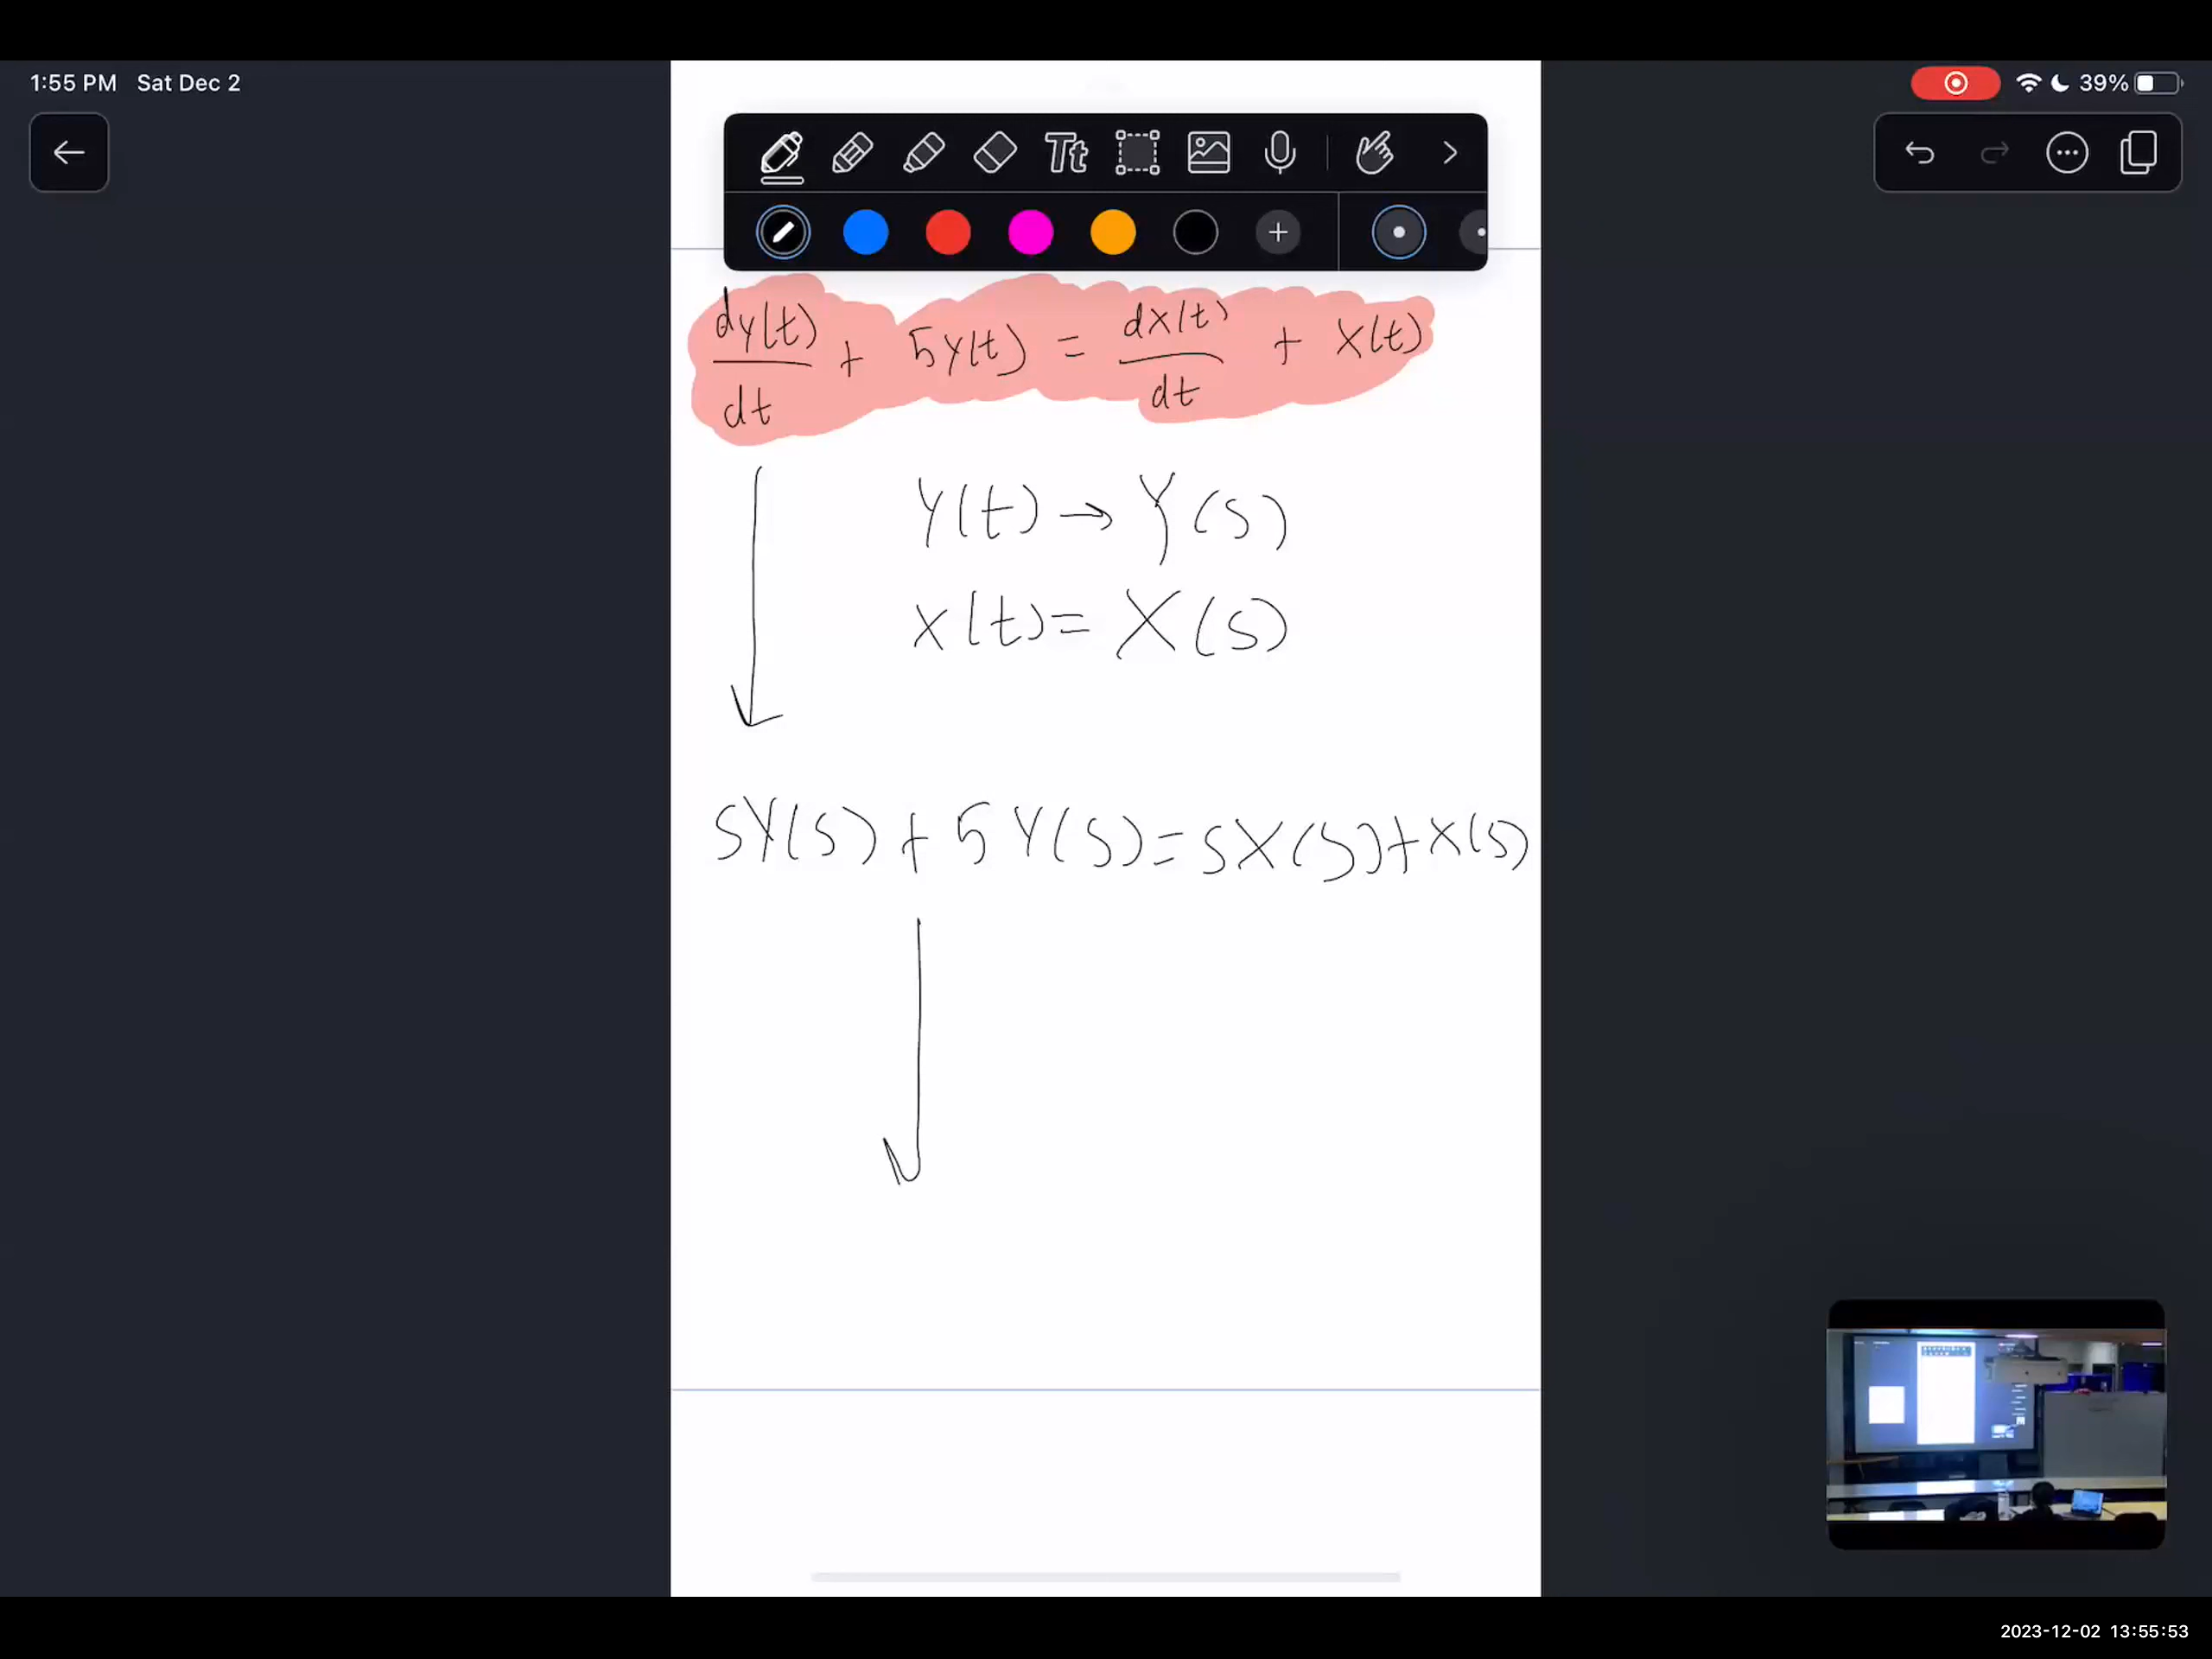 1:55 PM Sat Dec 2
39%
Tt
dy(t)/dt + 5y(t) = dx(t)/dt + x(t)
y(t) → Y(s)
x(t) = X(s)
sY(s) + 5Y(s) = sX(s) + X(s)
2023-12-02 13:55:53